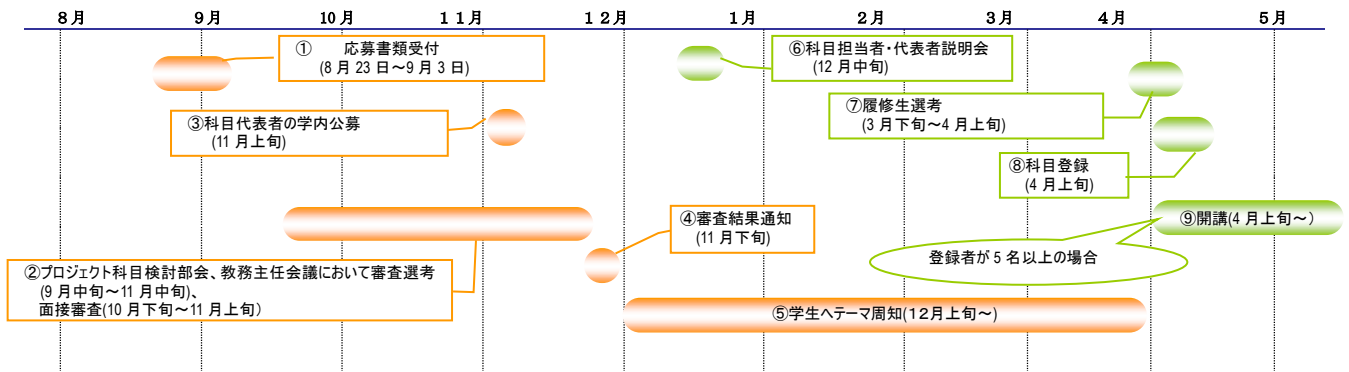 8月 9月 10月 11月 12月 1月 2月 3月 4月 5月
① 応募書類受付
(8月23日～9月3日)
③科目代表者の学内公募
(11月上旬)
②プロジェクト科目検討部会、教務主任会議において審査選考
(9月中旬～11月中旬)、
面接審査(10月下旬～11月上旬)
④審査結果通知
(11月下旬)
⑤学生へテーマ周知(12月上旬～)
⑥科目担当者・代表者説明会
(12月中旬)
⑦履修生選考
(3月下旬～4月上旬)
⑧科目登録
(4月上旬)
⑨開講(4月上旬～)
登録者が5名以上の場合